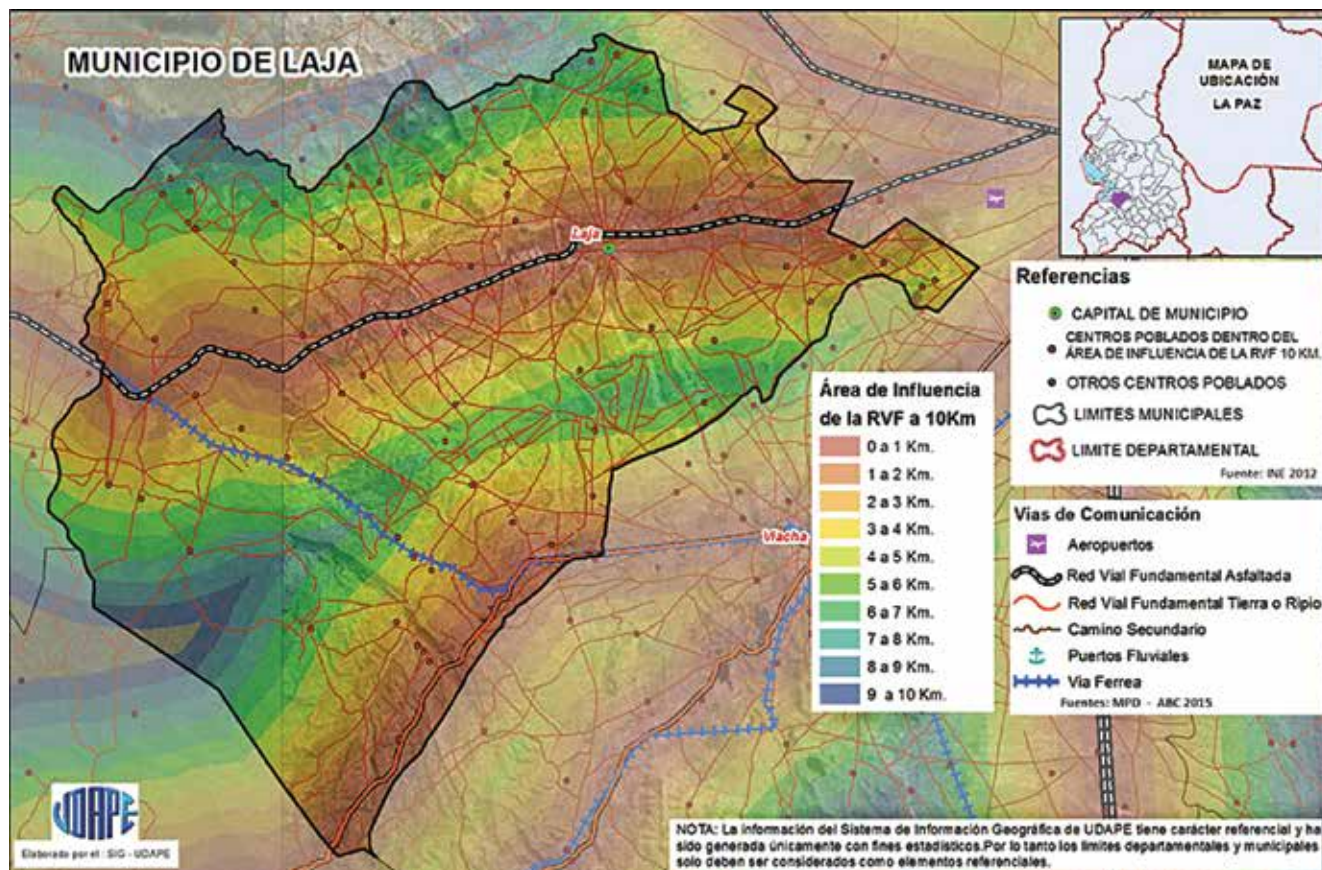 MUNICIPIO DE LAJA
MAPA DE
UBICACIÓN
LA PAZ
Laja
Viacha
Referencias
CAPITAL DE MUNICIPIO
CENTROS POBLADOS DENTRO DEL
ÁREA DE INFLUENCIA DE LA RVF 10 KM.
OTROS CENTROS POBLADOS
LIMITES MUNICIPALES
LIMITE DEPARTAMENTAL
Fuente: INE 2012
Área de Influencia
de la RVF a 10Km
0 a 1 Km.
1 a 2 Km.
2 a 3 Km.
3 a 4 Km.
4 a 5 Km.
5 a 6 Km.
6 a 7 Km.
7 a 8 Km.
8 a 9 Km.
9 a 10 Km.
Vias de Comunicación
Aeropuertos
Red Vial Fundamental Asfaltada
Red Vial Fundamental Tierra o Ripio
Camino Secundario
Puertos Fluviales
Via Ferrea
Fuentes: MPD - ABC 2015
UDAPE
Elaborado por el : SIG - UDAPE
NOTA: La información del Sistema de Información Geográfica de UDAPE tiene carácter referencial y ha
sido generada únicamente con fines estadísticos.Por lo tanto los limites departamentales y municipales
solo deben ser considerados como elementos referenciales.